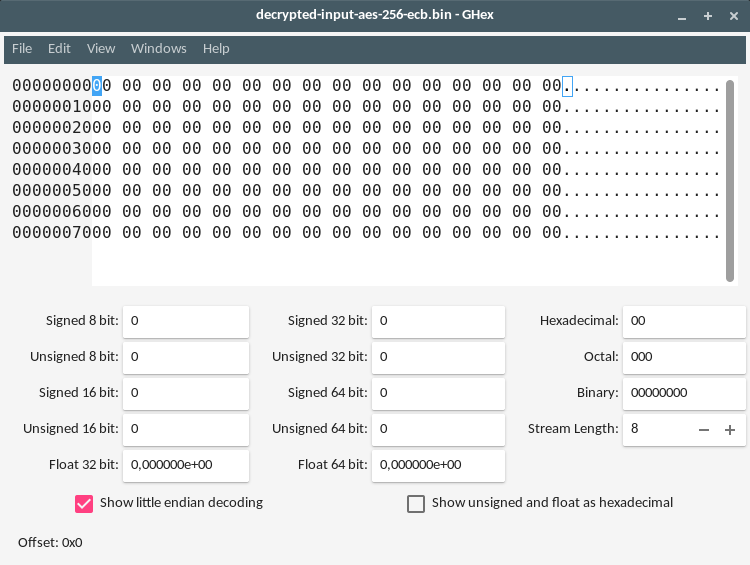 decrypted-input-aes-256-ecb.bin - GHex
File Edit View Windows Help
00000000 00 00 00 00 00 00 00 00 00 00 00 00 00 00 00 00 ................
00000010 00 00 00 00 00 00 00 00 00 00 00 00 00 00 00 00 ................
00000020 00 00 00 00 00 00 00 00 00 00 00 00 00 00 00 00 ................
00000030 00 00 00 00 00 00 00 00 00 00 00 00 00 00 00 00 ................
00000040 00 00 00 00 00 00 00 00 00 00 00 00 00 00 00 00 ................
00000050 00 00 00 00 00 00 00 00 00 00 00 00 00 00 00 00 ................
00000060 00 00 00 00 00 00 00 00 00 00 00 00 00 00 00 00 ................
00000070 00 00 00 00 00 00 00 00 00 00 00 00 00 00 00 00 ................
Signed 8 bit: 0 Signed 32 bit: 0 Hexadecimal: 00
Unsigned 8 bit: 0 Unsigned 32 bit: 0 Octal: 000
Signed 16 bit: 0 Signed 64 bit: 0 Binary: 00000000
Unsigned 16 bit: 0 Unsigned 64 bit: 0 Stream Length: 8
Float 32 bit: 0,000000e+00 Float 64 bit: 0,000000e+00
Show little endian decoding Show unsigned and float as hexadecimal
Offset: 0x0